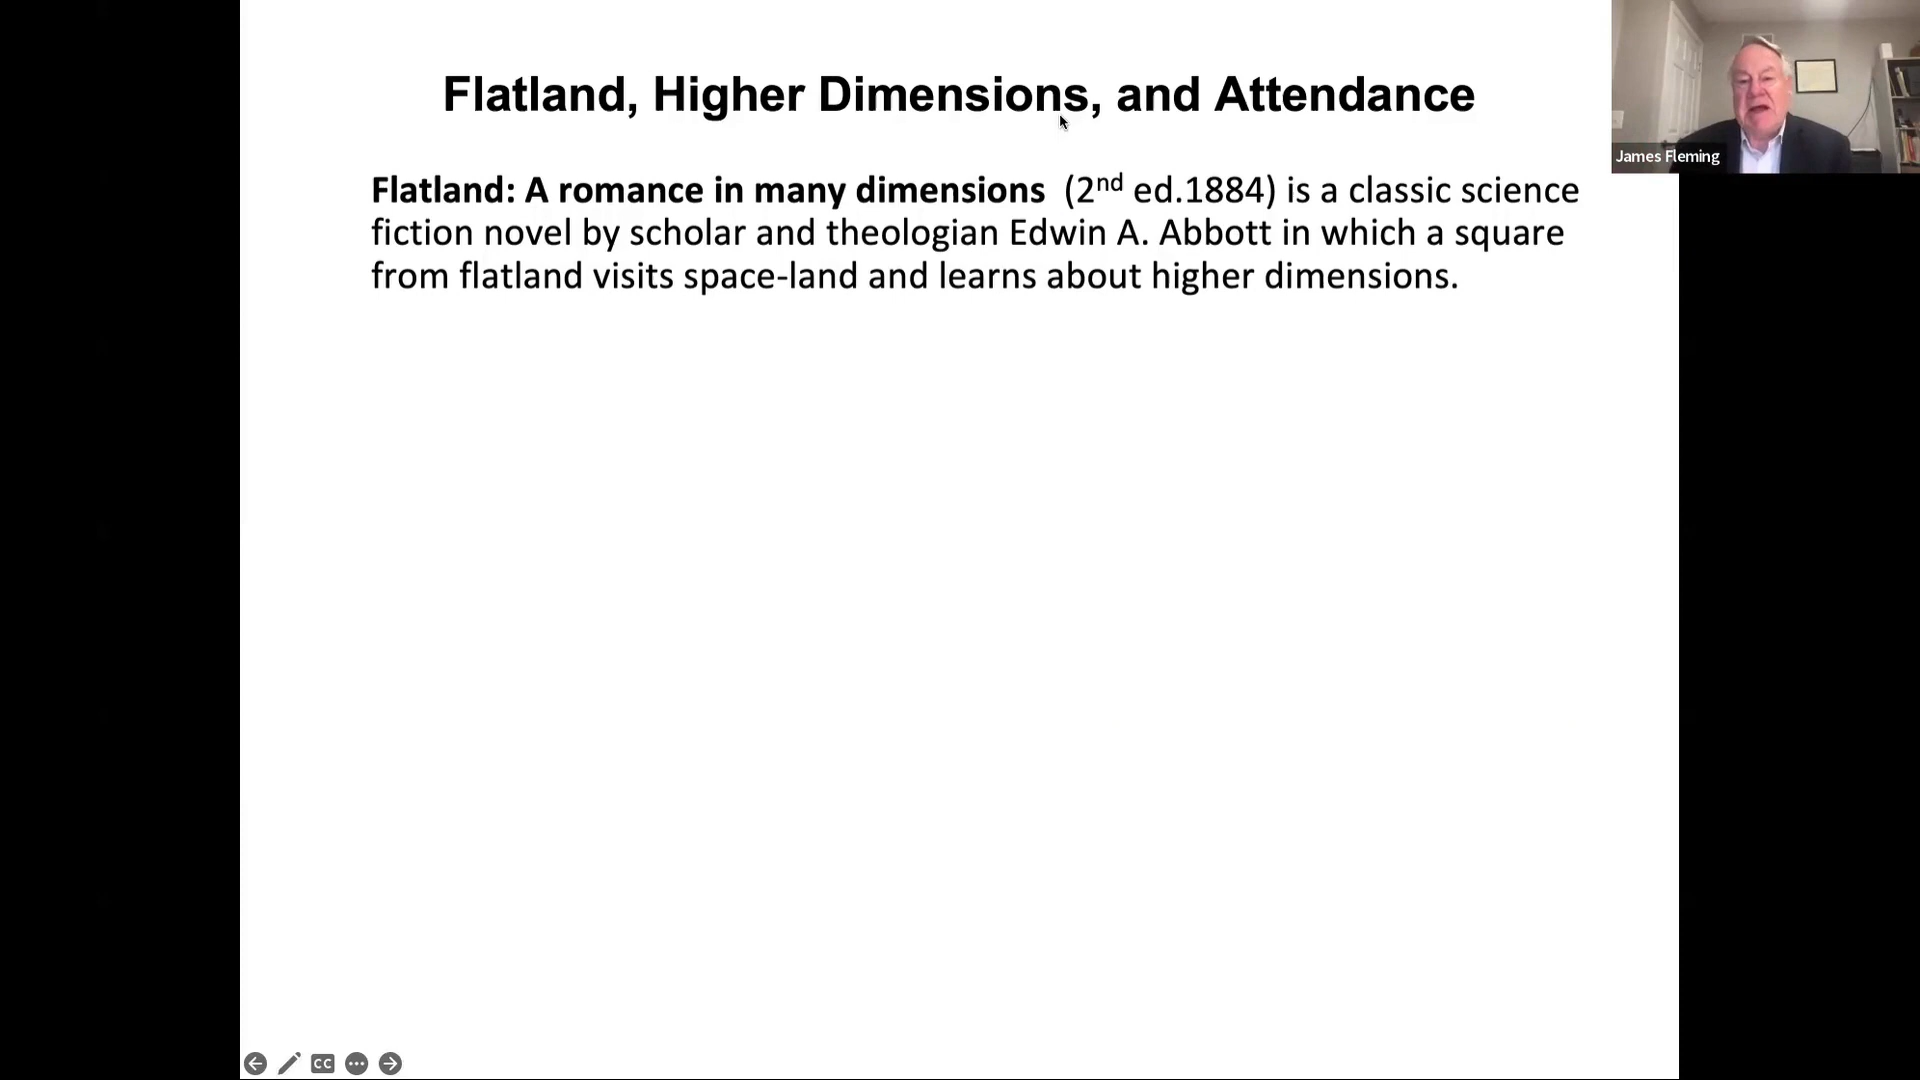 Flatland, Higher Dimensions, and Attendance
James Fleming
Flatland: A romance in many dimensions (2nd ed.1884) is a classic science
fiction novel by scholar and theologian Edwin A. Abbott in which a square
from flatland visits space-land and learns about higher dimensions.
CC